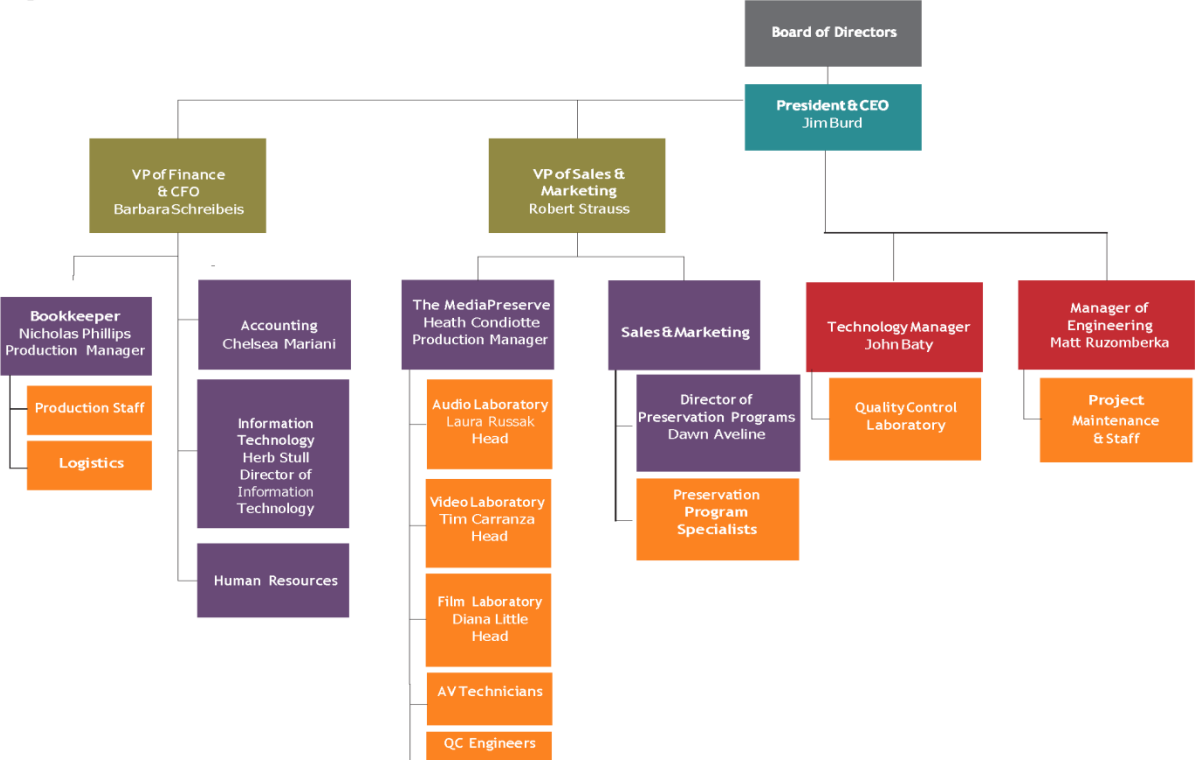 Board of Directors
President & CEO
Jim Burd
VP of Finance
& CFO
Barbara Schreibeis
VP of Sales &
Marketing
Robert Strauss
Bookkeeper
Nicholas Phillips
Production Manager
Production Staff
Logistics
Accounting
Chelsea Mariani
Information
Technology
Herb Stull
Director of
Information
Technology
Human Resources
The MediaPreserve
Heath Condiotte
Production Manager
Audio Laboratory
Laura Russak
Head
Video Laboratory
Tim Carranza
Head
Film Laboratory
Diana Little
Head
AV Technicians
QC Engineers
Sales & Marketing
Director of
Preservation Programs
Dawn Aveline
Preservation
Program
Specialists
Technology Manager
John Baty
Quality Control
Laboratory
Manager of
Engineering
Matt Ruzomberka
Project
Maintenance
& Staff